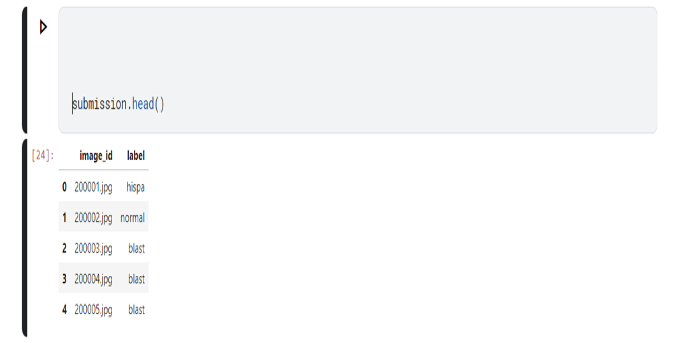 submission.head()
[24]:
image_id label
0 200001.jpg hispa
1 200002.jpg normal
2 200003.jpg blast
3 200004.jpg blast
4 200005.jpg blast